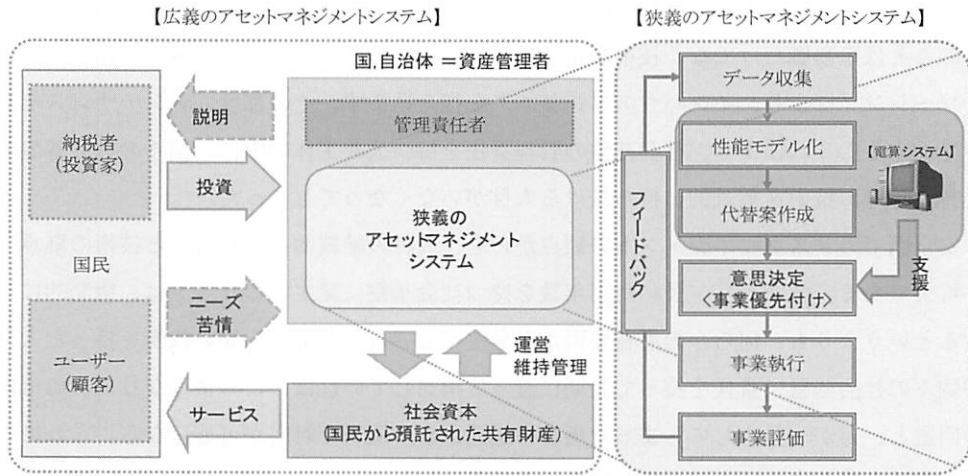 【広義のアセットマネジメントシステム】
国,自治体 =資産管理者
説明
管理責任者
納税者
(投資家)
投資
狭義の
アセットマネジメント
システム
国民
ニーズ
苦情
運営
維持管理
ユーザー
(顧客)
サービス
社会資本
(国民から預託された共有財産)
【狭義のアセットマネジメントシステム】
データ収集
性能モデル化
【電算システム】
代替案作成
フィードバック
支援
意思決定
<事業優先付け>
事業執行
事業評価